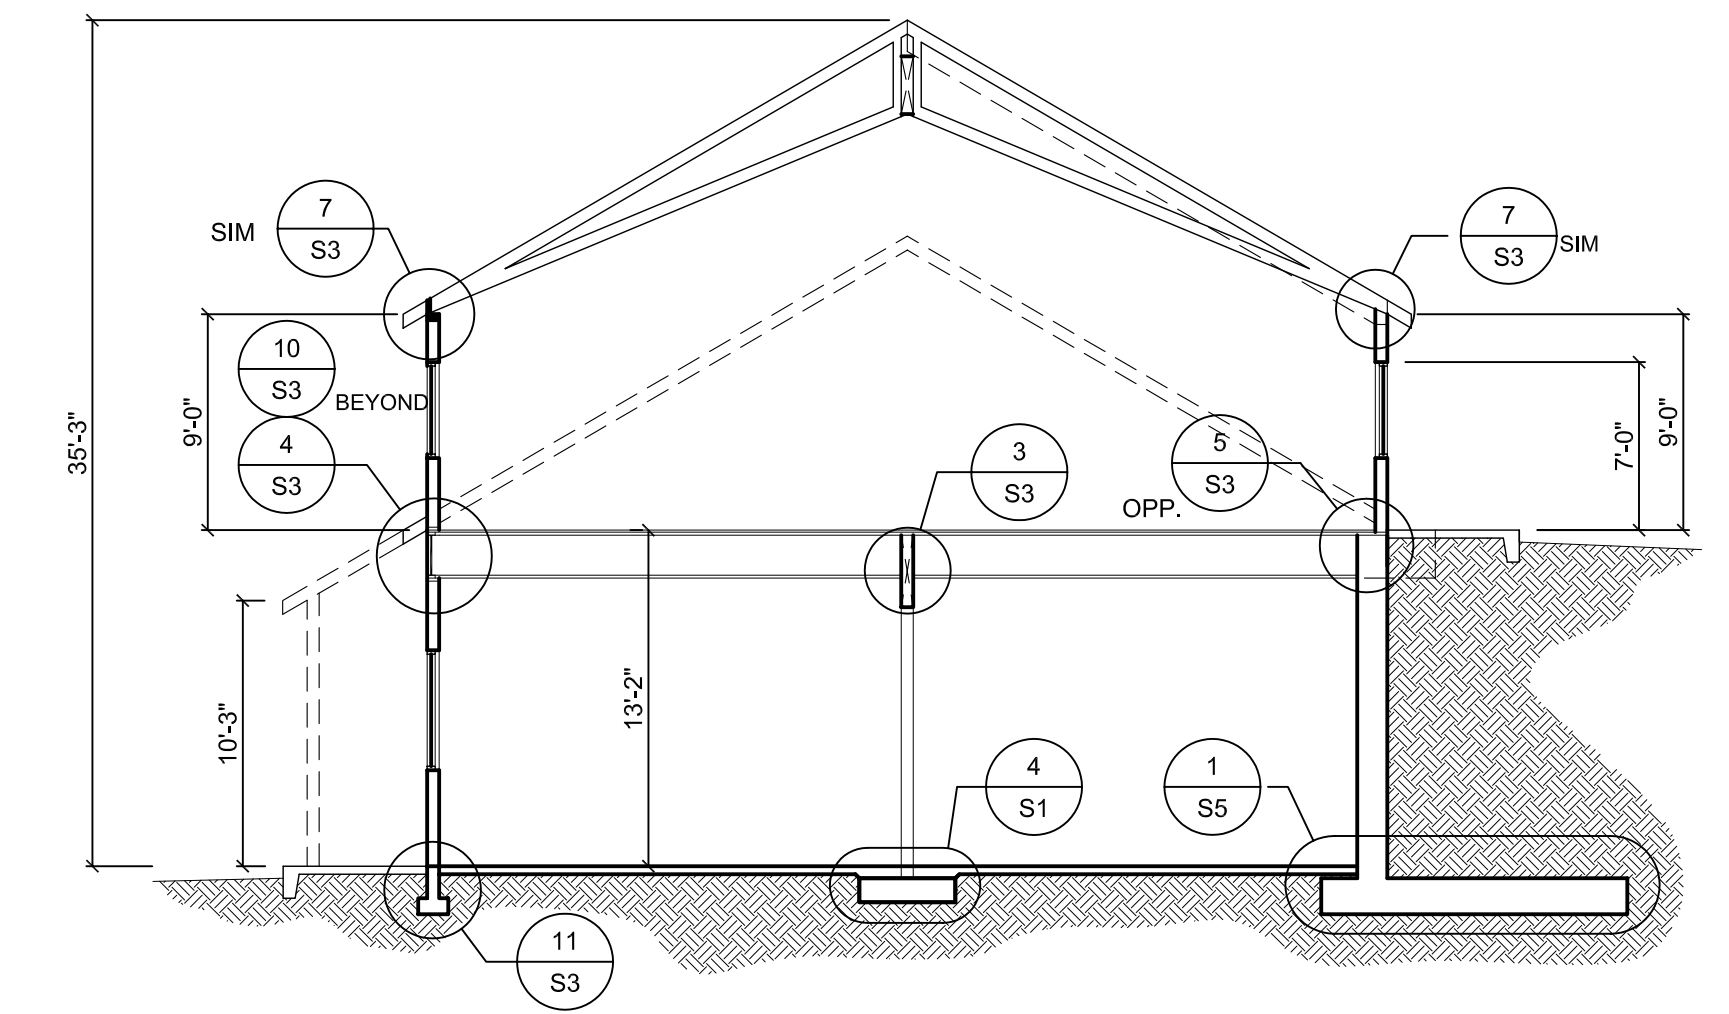 7
S3
SIM
7
S3
SIM
10
S3
BEYOND
4
S3
3
S3
5
S3
OPP.
35'-3"
9'-0"
7'-0"
9'-0"
10'-3"
13'-2"
4
S1
1
S5
11
S3